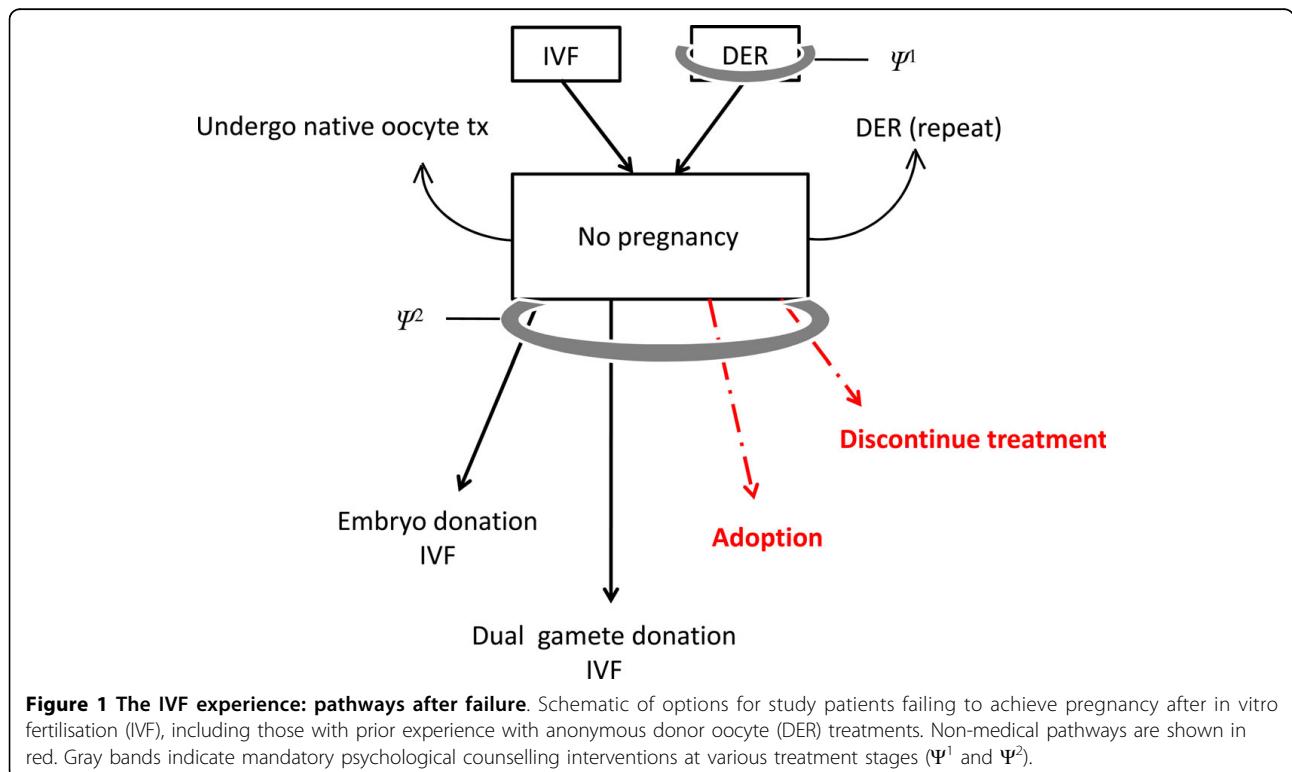 IVF
DER
Ψ1
Undergo native oocyte tx
DER (repeat)
No pregnancy
Ψ2
Discontinue treatment
Embryo donation
IVF
Adoption
Dual gamete donation
IVF
Figure 1 The IVF experience: pathways after failure. Schematic of options for study patients failing to achieve pregnancy after in vitro
fertilisation (IVF), including those with prior experience with anonymous donor oocyte (DER) treatments. Non-medical pathways are shown in
red. Gray bands indicate mandatory psychological counselling interventions at various treatment stages (Ψ1 and Ψ2).